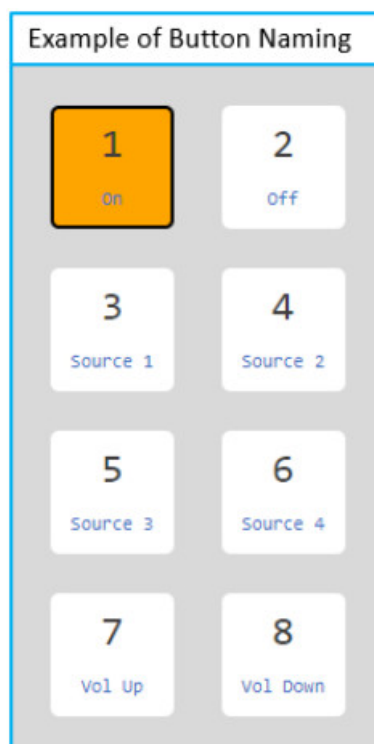 Example of Button Naming
1 2
On Off
3 4
Source 1 Source 2
5 6
Source 3 Source 4
7 8
Vol Up Vol Down